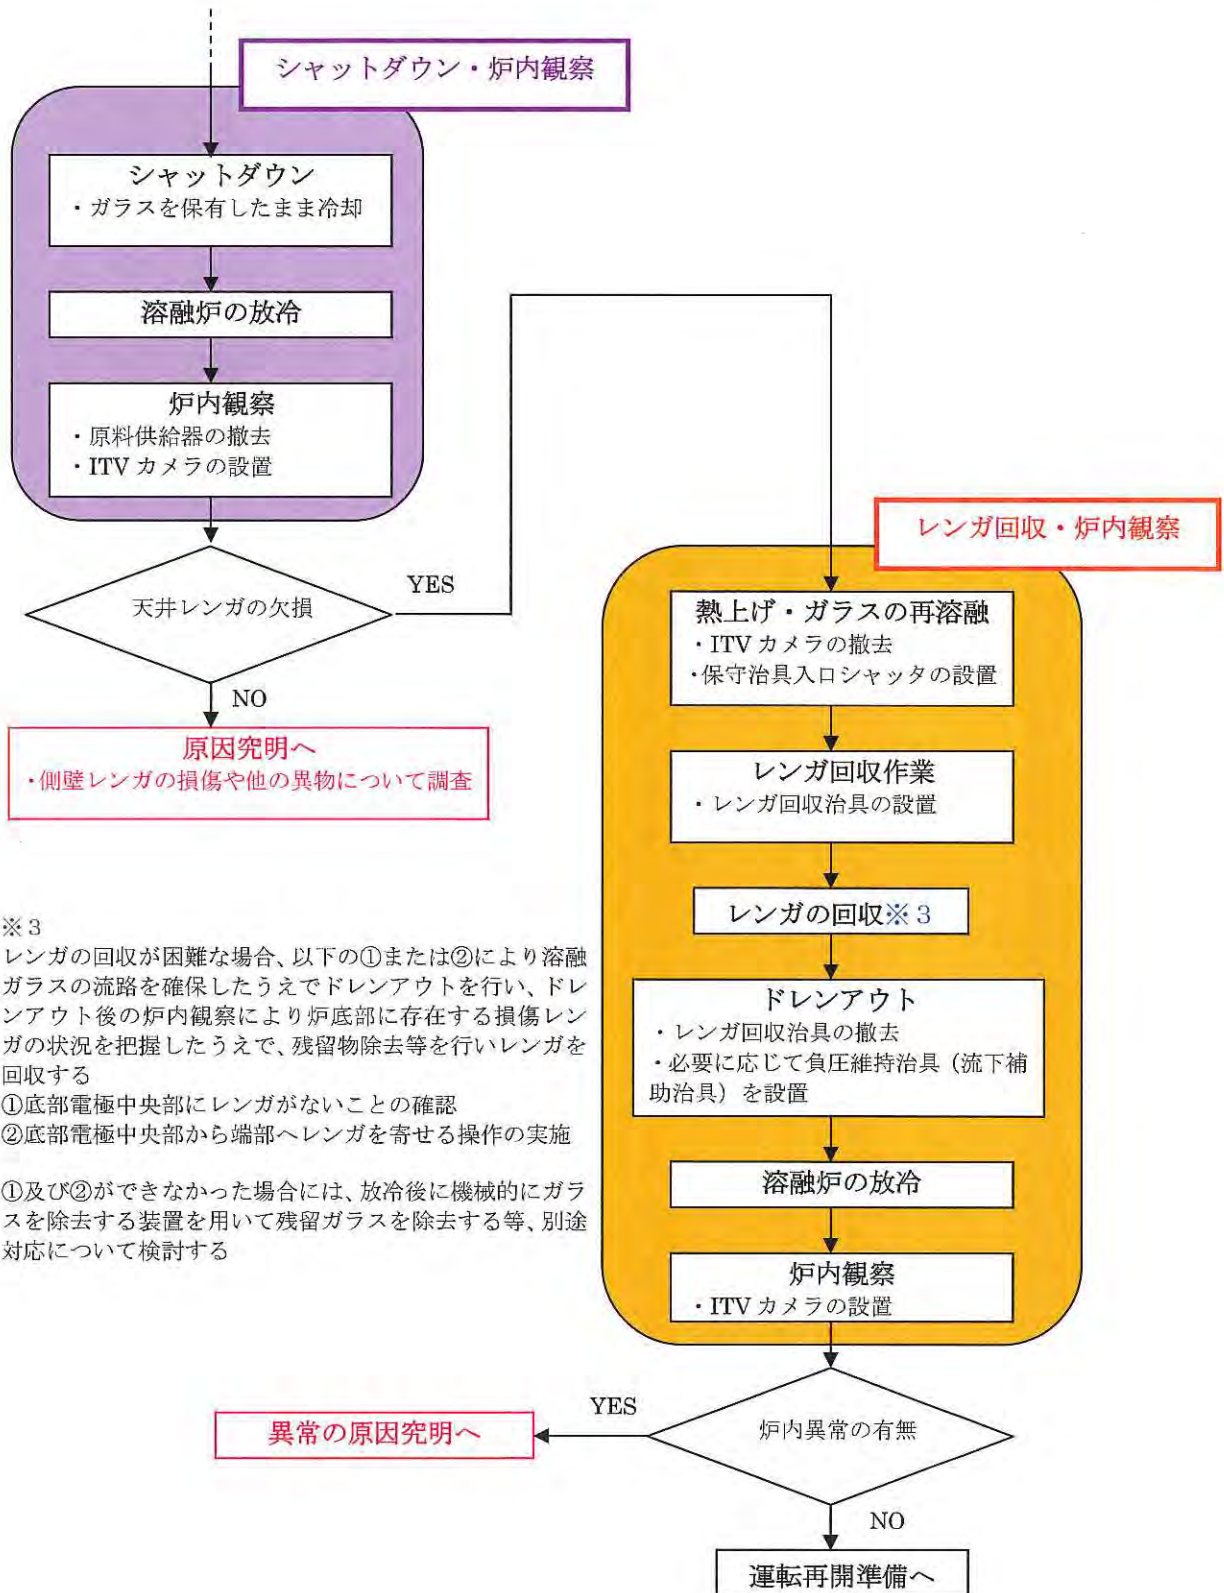 シャットダウン・炉内観察
シャットダウン
・ガラスを保有したまま冷却
溶融炉の放冷
炉内観察
・原料供給器の撤去
・ITV カメラの設置
天井レンガの欠損
YES
NO
原因究明へ
・側壁レンガの損傷や他の異物について調査
レンガ回収・炉内観察
熱上げ・ガラスの再溶融
・ITV カメラの撤去
・保守治具入口シャッタの設置
レンガ回収作業
・レンガ回収治具の設置
レンガの回収※３
ドレンアウト
・レンガ回収治具の撤去
・必要に応じて負圧維持治具（流下補
助治具）を設置
溶融炉の放冷
炉内観察
・ITV カメラの設置
炉内異常の有無
YES
異常の原因究明へ
NO
運転再開準備へ
※３
レンガの回収が困難な場合、以下の①または②により溶融
ガラスの流路を確保したうえでドレンアウトを行い、ドレ
ンアウト後の炉内観察により炉底部に存在する損傷レン
ガの状況を把握したうえで、残留物除去等を行いレンガを
回収する
①底部電極中央部にレンガがないことの確認
②底部電極中央部から端部へレンガを寄せる操作の実施
①及び②ができなかった場合には、放冷後に機械的にガラ
スを除去する装置を用いて残留ガラスを除去する等、別途
対応について検討する